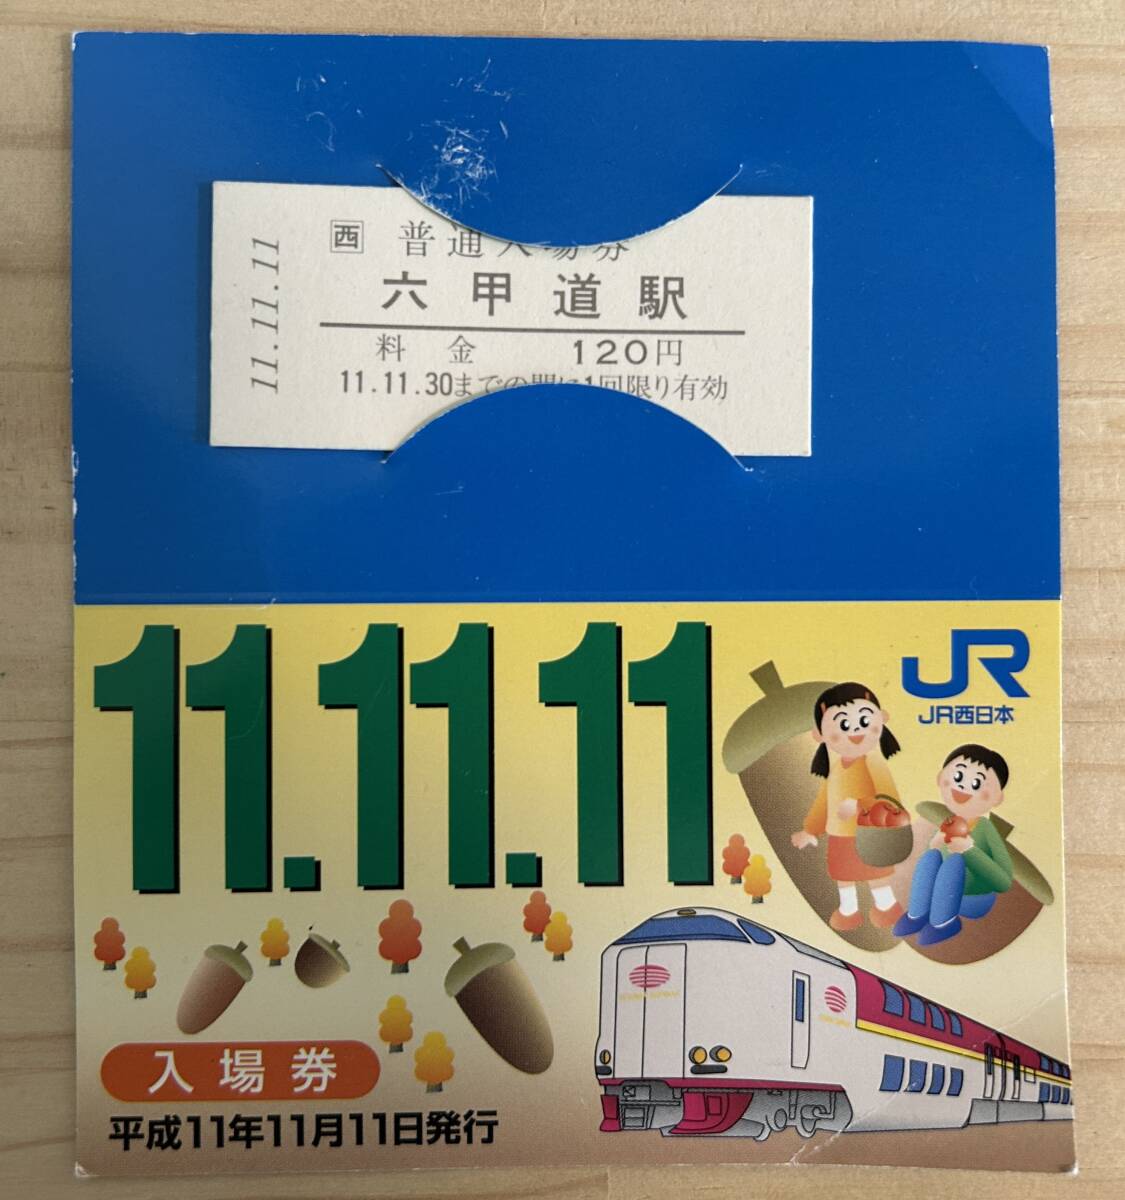 11.11.11
西 普通入場券
六甲道駅
料金 120円
11.11.30までの間に1回限り有効
11.11.11
JR
JR西日本
入場券
平成11年11月11日発行